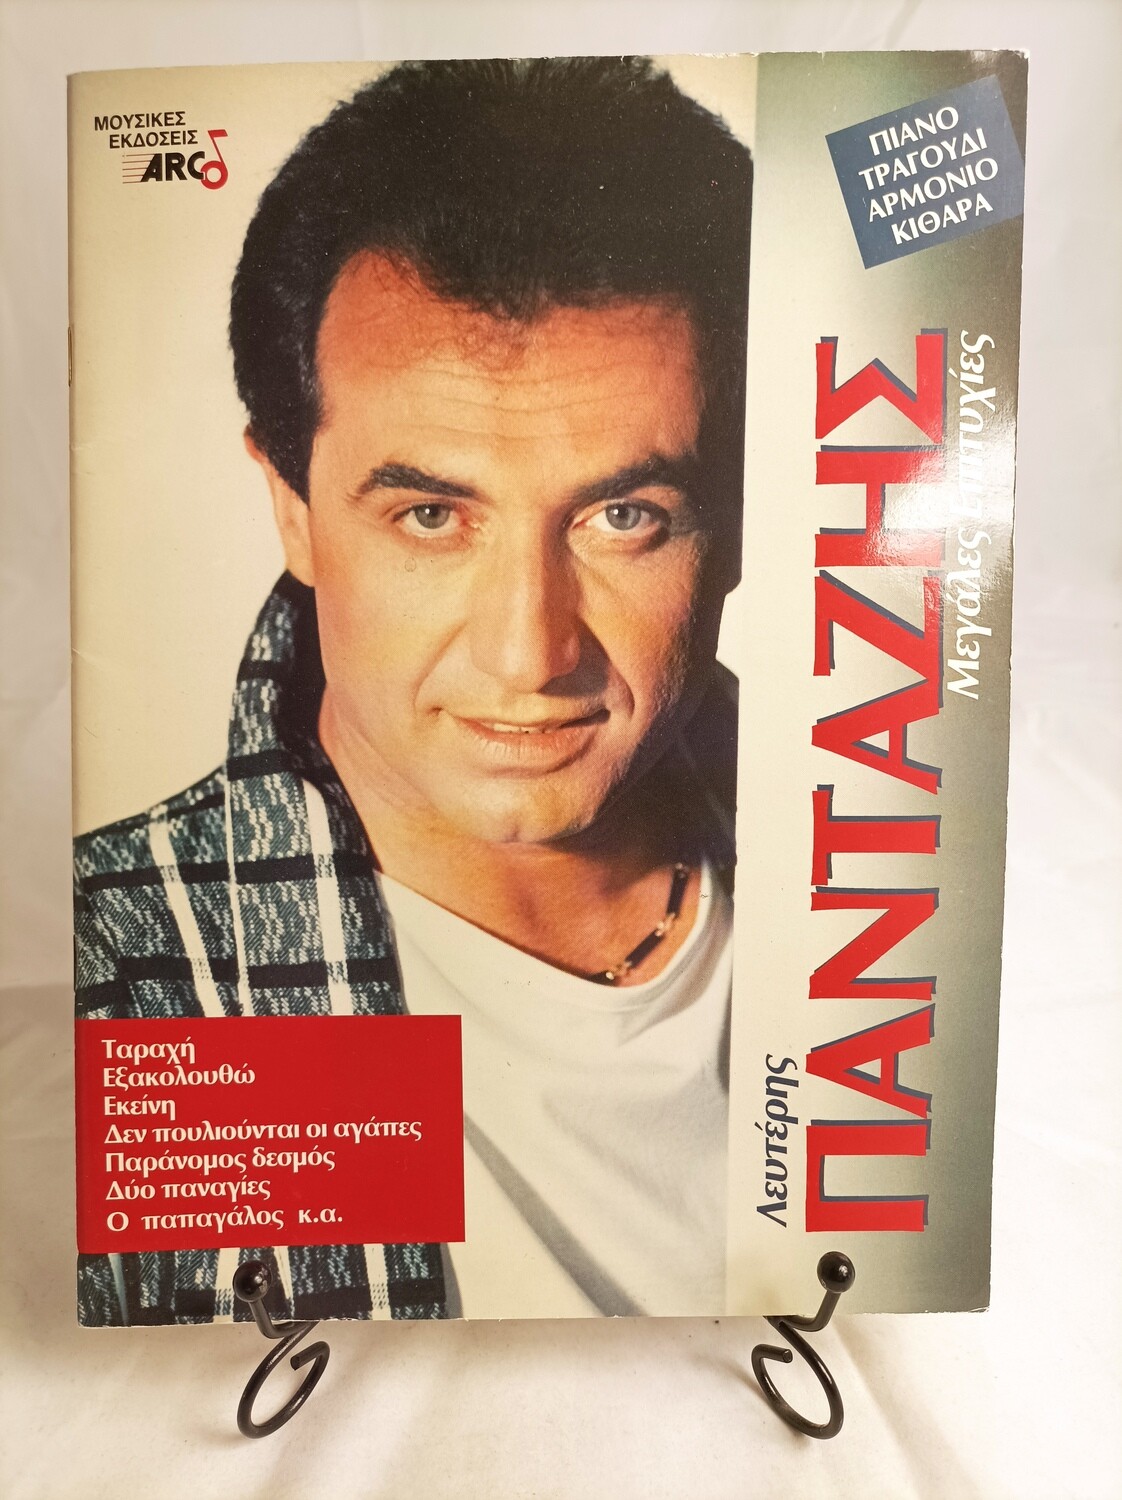 ΜΟΥΣΙΚΕΣ
ΕΚΔΟΣΕΙΣ
ARCO
ΠΙΑΝΟ
ΤΡΑΓΟΥΔΙ
ΑΡΜΟΝΙΟ
ΚΙΘΑΡΑ
Λευτέρης
ΠΑΝΤΑΖΗΣ
Μεγάλες Επιτυχίες
Ταραχή
Εξακολουθώ
Εκείνη
Δεν πουλιούνται οι αγάπες
Παράνομος δεσμός
Δύο παναγίες
Ο παπαγάλος κ.α.